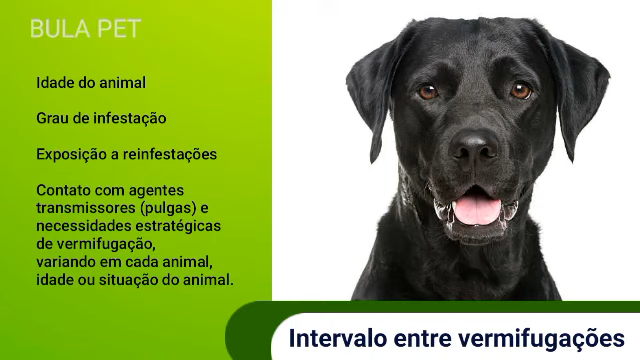 BULA PET
Idade do animal
Grau de infestação
Exposição a reinfestações
Contato com agentes
transmissores (pulgas) e
necessidades estratégicas
de vermifugação,
variando em cada animal,
idade ou situação do animal.
Intervalo entre vermifugações